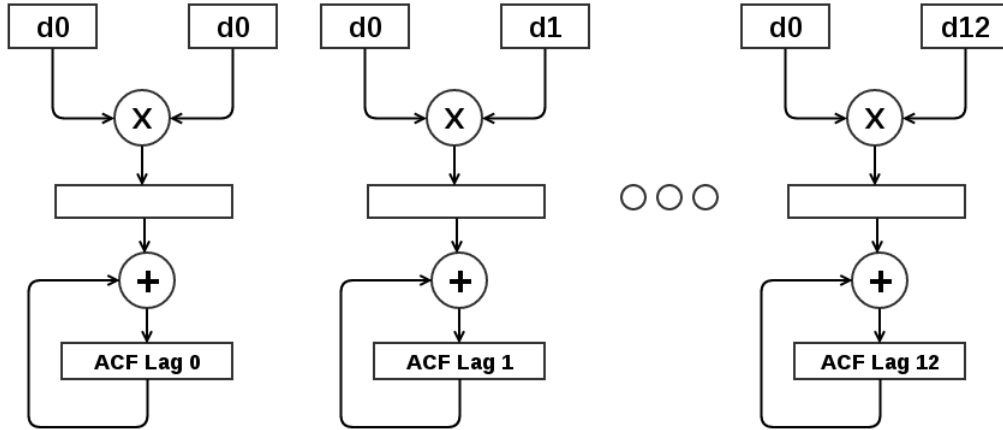 d0 d0 d0 d1 d0 d12
X X X
+ + +
ACF Lag 0 ACF Lag 1 ACF Lag 12